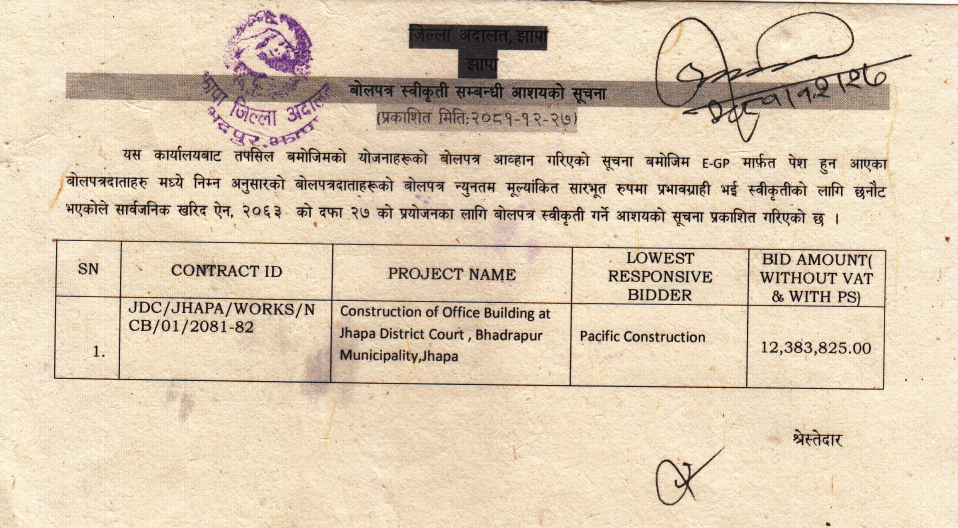 जिल्ला अदालत, झापा
झापा
बोलपत्र स्वीकृती सम्बन्धी आशयको सूचना
(प्रकाशित मिति:२०८१-१२-२७)
झापा जिल्ला अदालत
भद्रपुर, झापा
यस कार्यालयबाट तपसिल बमोजिमको योजनाहरूको बोलपत्र आव्हान गरिएको सूचना बमोजिम E-GP मार्फत पेश हुन आएका
बोलपत्रदाताहरु मध्ये निम्न अनुसारको बोलपत्रदाताहरूको बोलपत्र न्युनतम मूल्यांकित सारभूत रुपमा प्रभावग्राही भई स्वीकृतीको लागि छनौट
भएकोले सार्वजनिक खरिद ऐन, २०६३ को दफा २७ को प्रयोजनका लागि बोलपत्र स्वीकृती गर्ने आशयको सूचना प्रकाशित गरिएको छ ।
SN
CONTRACT ID
PROJECT NAME
LOWEST
RESPONSIVE
BIDDER
BID AMOUNT(
WITHOUT VAT
& WITH PS)
1.
JDC/JHAPA/WORKS/N
CB/01/2081-82
Construction of Office Building at
Jhapa District Court , Bhadrapur
Municipality,Jhapa
Pacific Construction
12,383,825.00
श्रेस्तेदार